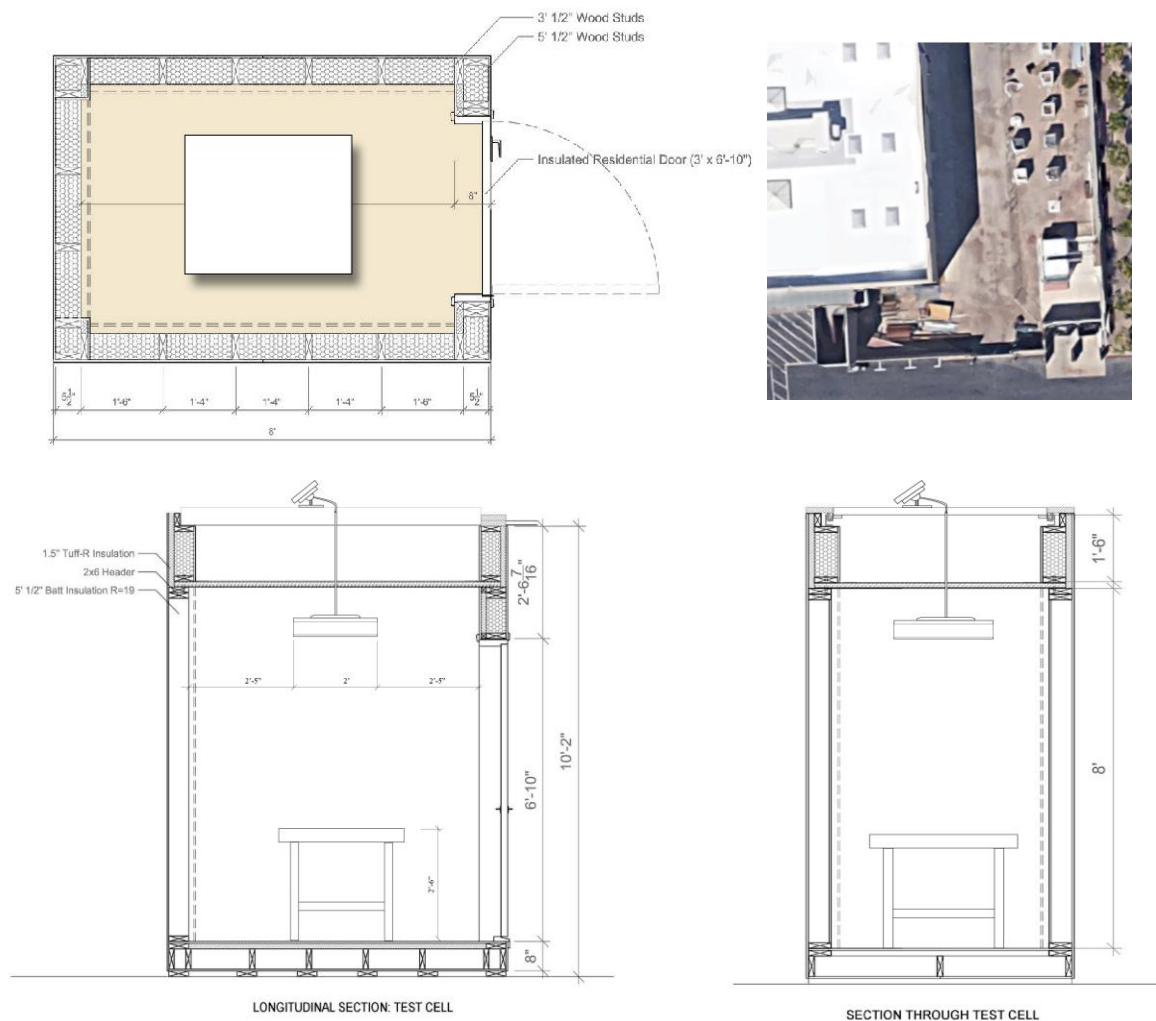 3' 1/2" Wood Studs
5' 1/2" Wood Studs
Insulated Residential Door (3' x 6'-10")
8"
5 1/2"
1'-6"
1'-4"
1'-4"
1'-4"
1'-6"
5 1/2"
8'
1.5" Tuff-R Insulation
2x6 Header
5' 1/2" Batt Insulation R=19
2'-6 7/16"
2'-5"
2'
2'-5"
6'-10"
10'-2"
2'-6"
8"
LONGITUDINAL SECTION: TEST CELL
1'-6"
8'
SECTION THROUGH TEST CELL